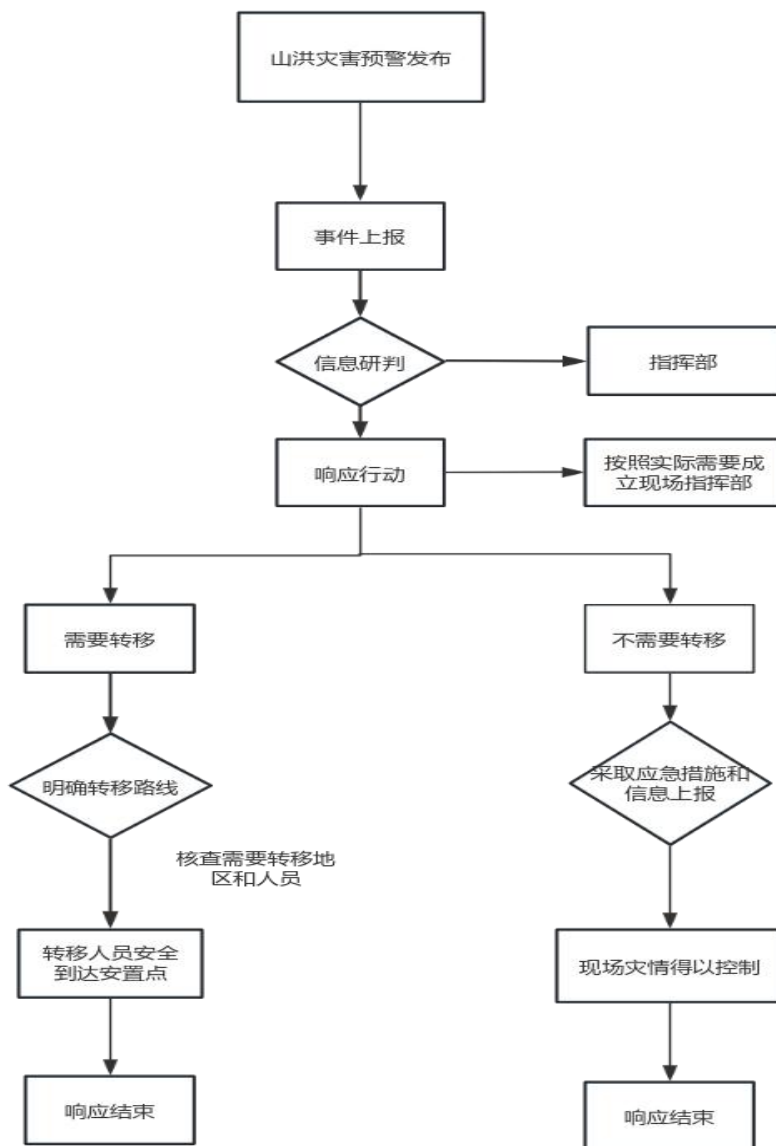 山洪灾害预警发布
事件上报
信息研判
指挥部
响应行动
按照实际需要成
立现场指挥部
需要转移
不需要转移
明确转移路线
采取应急措施和
信息上报
核查需要转移地
区和人员
转移人员安全
到达安置点
现场灾情得以控制
响应结束
响应结束